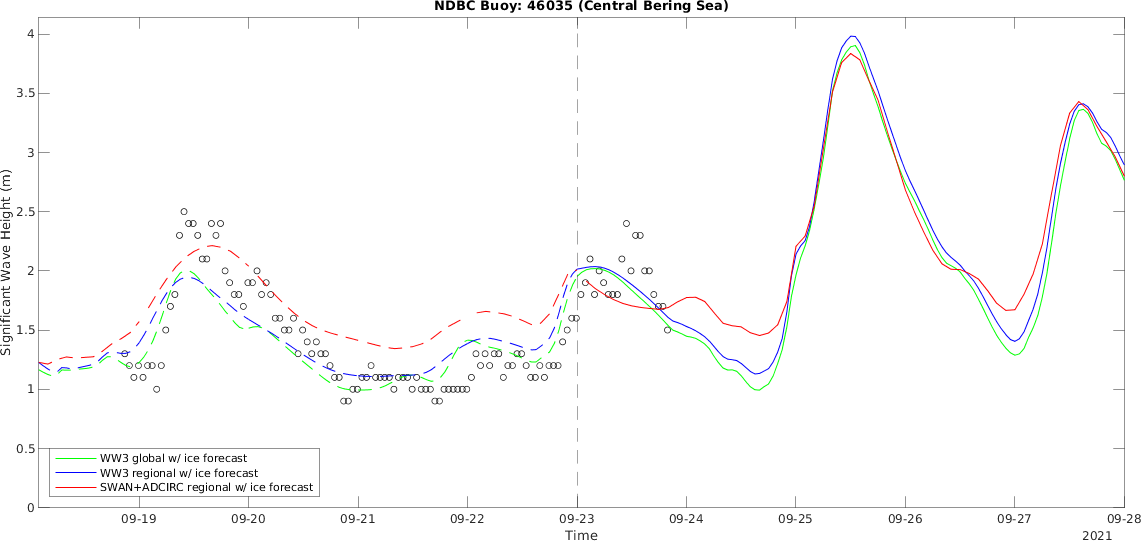 NDBC Buoy: 46035 (Central Bering Sea)
Significant Wave Height (m)
4
3.5
3
2.5
2
1.5
1
0.5
0
WW3 global w/ ice forecast
WW3 regional w/ ice forecast
SWAN+ADCIRC regional w/ ice forecast
09-19 09-20 09-21 09-22 09-23 09-24 09-25 09-26 09-27 09-28
Time
2021